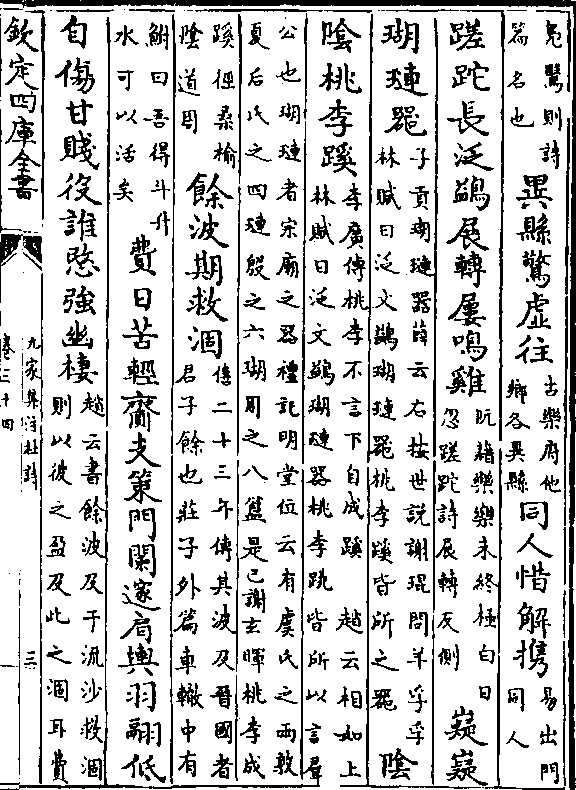 兎驚則詩
篇名也
異縣驚虛往
古樂府他
鄉各異縣
同人惜解攜
易出門
同人
蹉跎長泛鷁展轉屢鳴雞
阮籍樂樂未終極白日
忽蹉跎詩展轉反側
嶷嶷
瑚璉器
子貢瑚璉器薛云右按世説謝琨問羊孚孚
林賦曰泛文鷁瑚璉器桃李蹊皆所之器
陰
陰桃李蹊
李廣傳桃李不言下自成蹊 趙云相如上
林賦曰泛文鷁瑚璉器桃李蹊皆所以言羣
公也瑚璉者宗廟之器禮記明堂位云有虞氏之兩敦
夏后氏之四璉殷之六瑚周之八簋是已謝玄暉桃李成
蹊徑桑榆
陰道周
餘波期救涸
傳二十三年傳其波及晉國者
君子餘也莊子外篇車轍中有
鮒曰吾得斗升
水可以活矣
費日苦輕齎支策門闌邃肩輿羽翮低
自傷甘賤役誰愍強幽棲
趙云書餘波及于流沙救涸
則以彼之盈及此之涸耳費
欽定四庫全書
九家集注杜詩
卷三十四
三